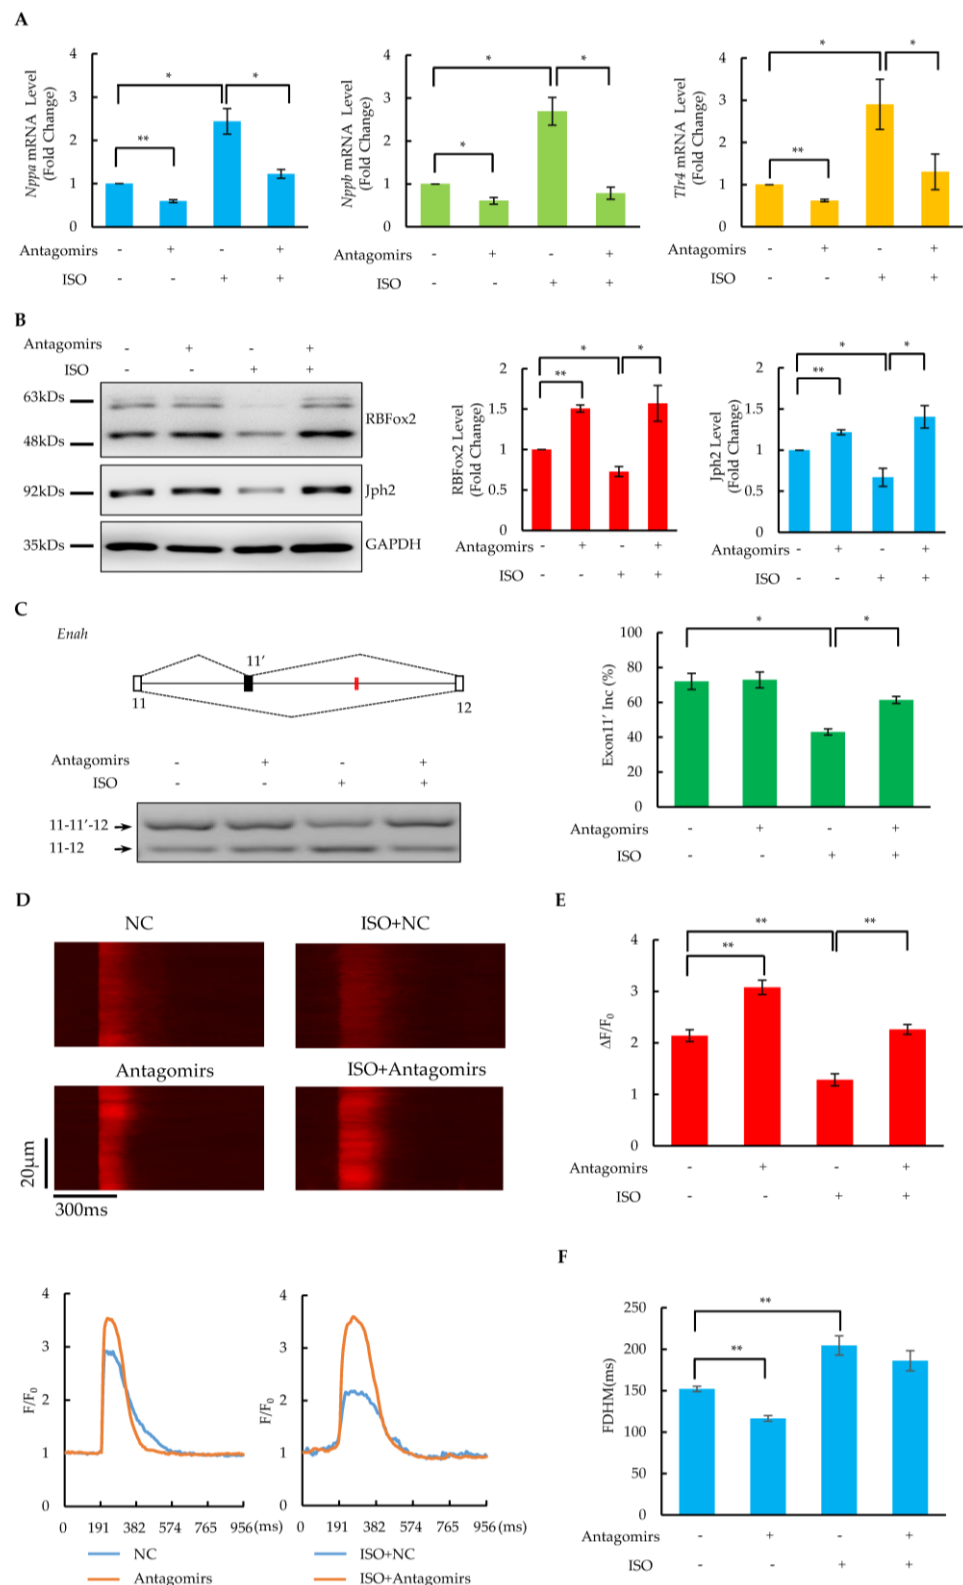 A
Nppa mRNA Level
(Fold Change)
4
3
2
1
0
*
*
**
Antagomirs - + - +
ISO - - + +
Nppb mRNA Level
(Fold Change)
4
3
2
1
0
*
*
*
Antagomirs - + - +
ISO - - + +
Tlr4 mRNA Level
(Fold Change)
4
3
2
1
0
*
*
**
Antagomirs - + - +
ISO - - + +
B
Antagomirs - + - +
ISO - - + +
63kDs
48kDs
RBFox2
92kDs
Jph2
35kDs
GAPDH
RBFox2 Level
(Fold Change)
2
1.5
1
0.5
0
*
*
**
Antagomirs - + - +
ISO - - + +
Jph2 Level
(Fold Change)
2
1.5
1
0.5
0
*
*
**
Antagomirs - + - +
ISO - - + +
C
Enah
11'
11
12
Antagomirs - + - +
ISO - - + +
11-11'-12
11-12
Exon11' Inc (%)
100
80
60
40
20
0
*
*
Antagomirs - + - +
ISO - - + +
D
NC
ISO+NC
Antagomirs
ISO+Antagomirs
20μm
300ms
F/F0
4
3
2
1
0
0 191 382 574 765 956 (ms)
NC
Antagomirs
F/F0
4
3
2
1
0
0 191 382 574 765 956 (ms)
ISO+NC
ISO+Antagomirs
E
ΔF/F0
4
3
2
1
0
**
**
**
Antagomirs - + - +
ISO - - + +
F
FDHM(ms)
250
200
150
100
50
0
**
**
Antagomirs - + - +
ISO - - + +